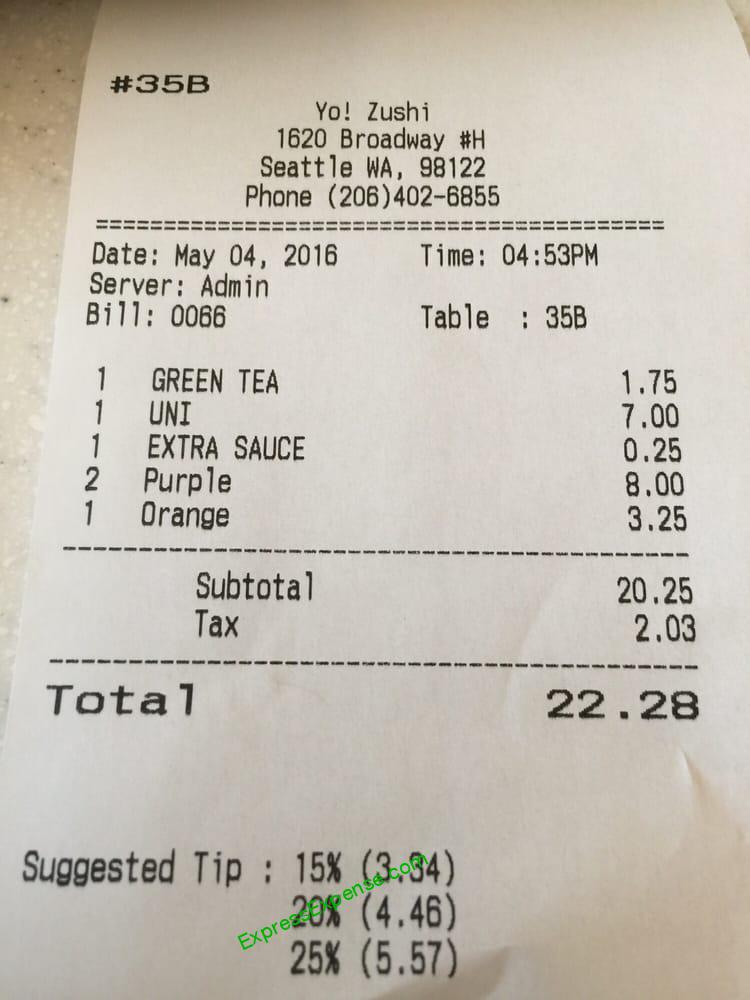 #35B
Yo! Zushi
1620 Broadway #H
Seattle WA, 98122
Phone (206)402-6855
==========================================
Date: May 04, 2016 Time: 04:53PM
Server: Admin
Bill: 0066 Table : 35B
1 GREEN TEA 1.75
1 UNI 7.00
1 EXTRA SAUCE 0.25
2 Purple 8.00
1 Orange 3.25
------------------------------------------
Subtotal 20.25
Tax 2.03
------------------------------------------
Total 22.28
Suggested Tip : 15% (3.34)
20% (4.46)
25% (5.57)
ExpressExpense.com